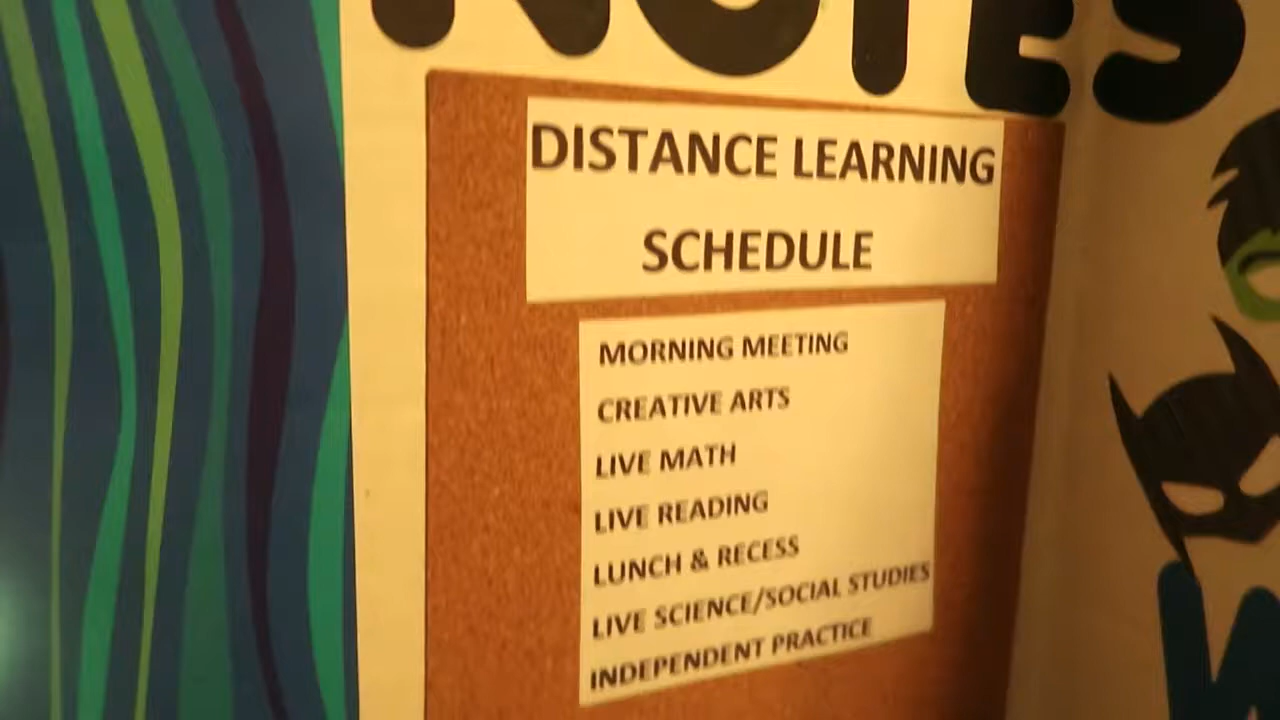 NOTES
DISTANCE LEARNING
SCHEDULE
MORNING MEETING
CREATIVE ARTS
LIVE MATH
LIVE READING
LUNCH & RECESS
LIVE SCIENCE/SOCIAL STUDIES
INDEPENDENT PRACTICE